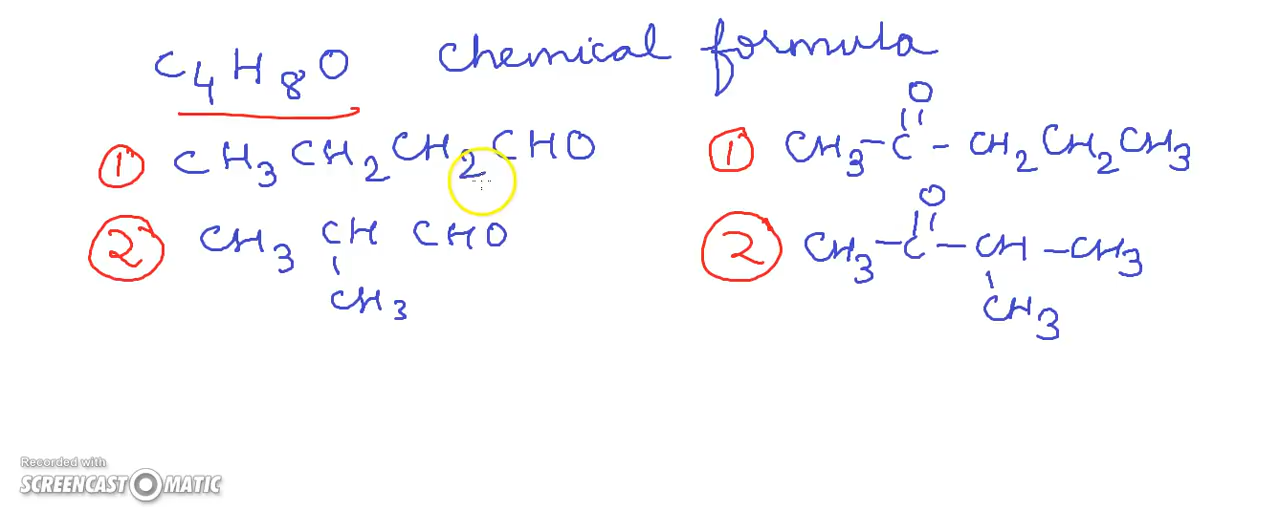 C4H8O Chemical formula
① CH3CH2CH2CHO
② CH3 CH CHO
CH3
O
① CH3-C-CH2CH2CH3
O
② CH3-C-CH-CH3
CH3
Recorded with
SCREENCAST-O-MATIC